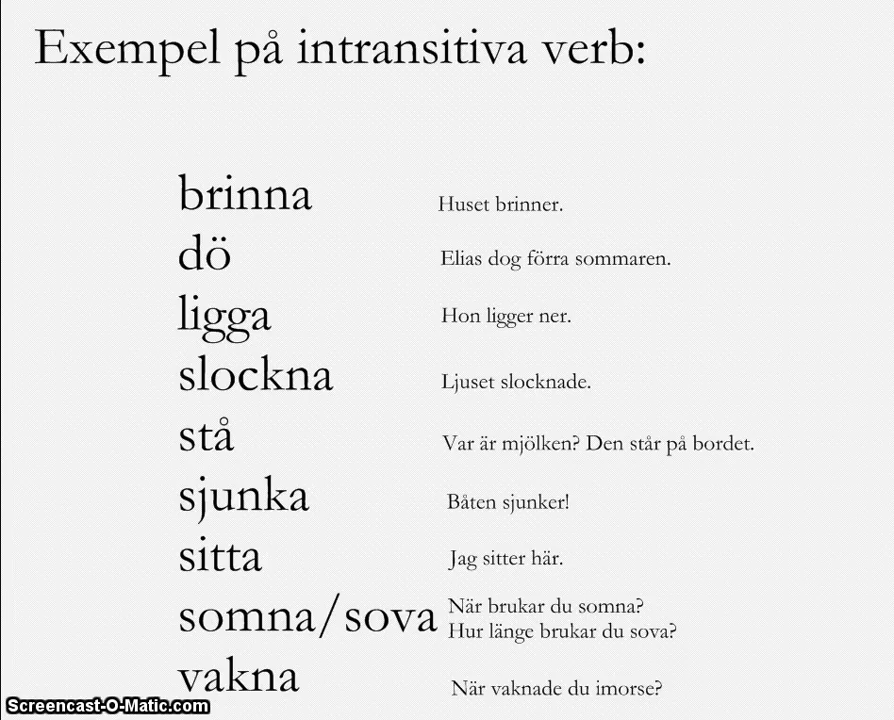 Exempel på intransitiva verb:
brinna Huset brinner.
dö Elias dog förra sommaren.
ligga Hon ligger ner.
slockna Ljuset slocknade.
stå Var är mjölken? Den står på bordet.
sjunka Båten sjunker!
sitta Jag sitter här.
somna/sova När brukar du somna?
Hur länge brukar du sova?
vakna När vaknade du imorse?
Screencast-O-Matic.com